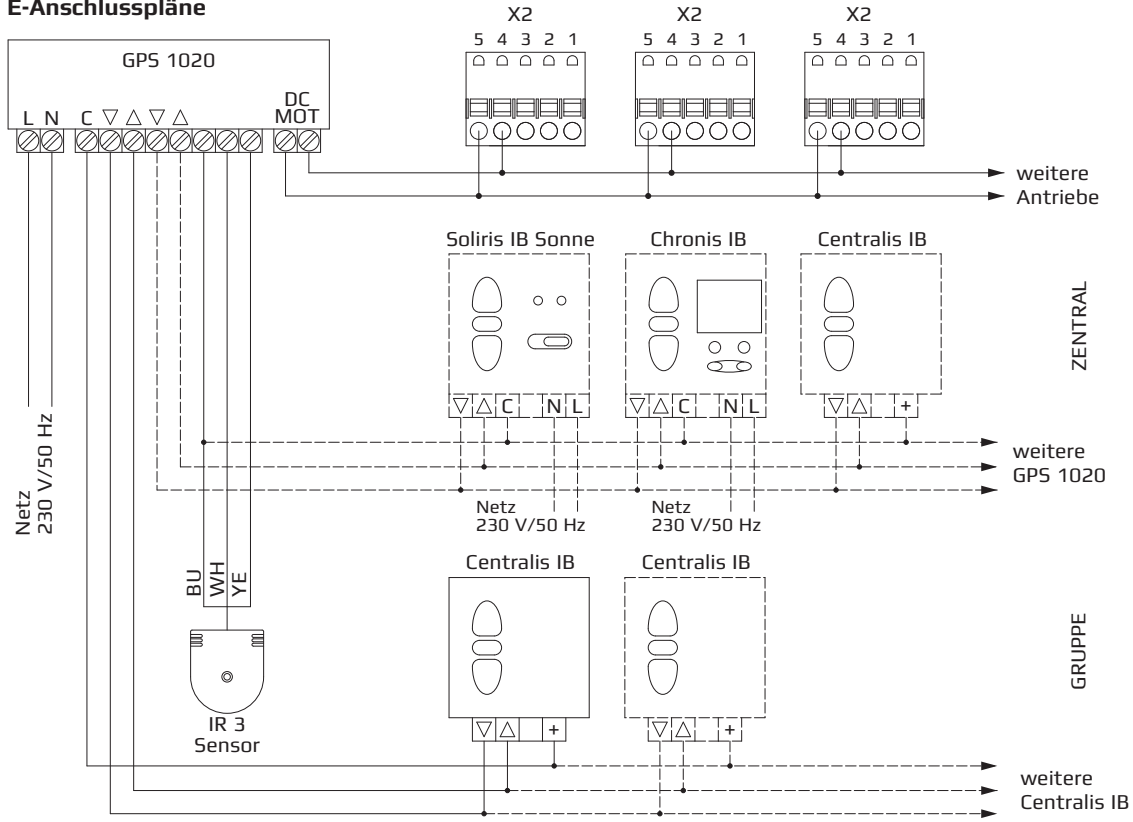 E-Anschlusspläne
GPS 1020
L N C ▽ △ ▽ △
DC
MOT
X2
5 4 3 2 1
X2
5 4 3 2 1
X2
5 4 3 2 1
weitere
Antriebe
Soliris IB Sonne
Chronis IB
Centralis IB
ZENTRAL
▽ △ C N L
▽ △ C N L
▽ △ +
weitere
GPS 1020
Netz
230 V/50 Hz
Netz
230 V/50 Hz
Netz
230 V/50 Hz
BU
WH
YE
IR 3
Sensor
Centralis IB
Centralis IB
GRUPPE
▽ △ +
▽ △ +
weitere
Centralis IB